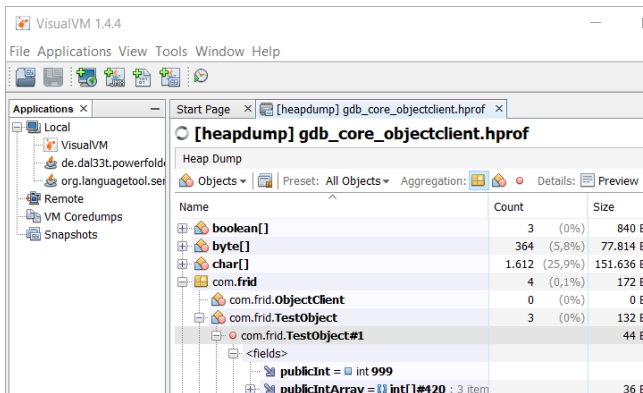 VisualVM 1.4.4
File Applications View Tools Window Help
Applications
Local
VisualVM
de.dal33t.powerfolde
org.languagetool.ser
Remote
VM Coredumps
Snapshots
Start Page [heapdump] gdb_core_objectclient.hprof
[heapdump] gdb_core_objectclient.hprof
Heap Dump
Objects Preset: All Objects Aggregation: Details: Preview
Name Count Size
boolean[] 3 (0%) 840 B
byte[] 364 (5,8%) 77.814 B
char[] 1.612 (25,9%) 151.636 B
com.frid 4 (0,1%) 172 B
com.frid.ObjectClient 0 (0%) 0 B
com.frid.TestObject 3 (0%) 132 B
com.frid.TestObject#1 44 B
<fields>
publicInt = int 999
publicIntArray = int[]#420 : 3 item 36 B